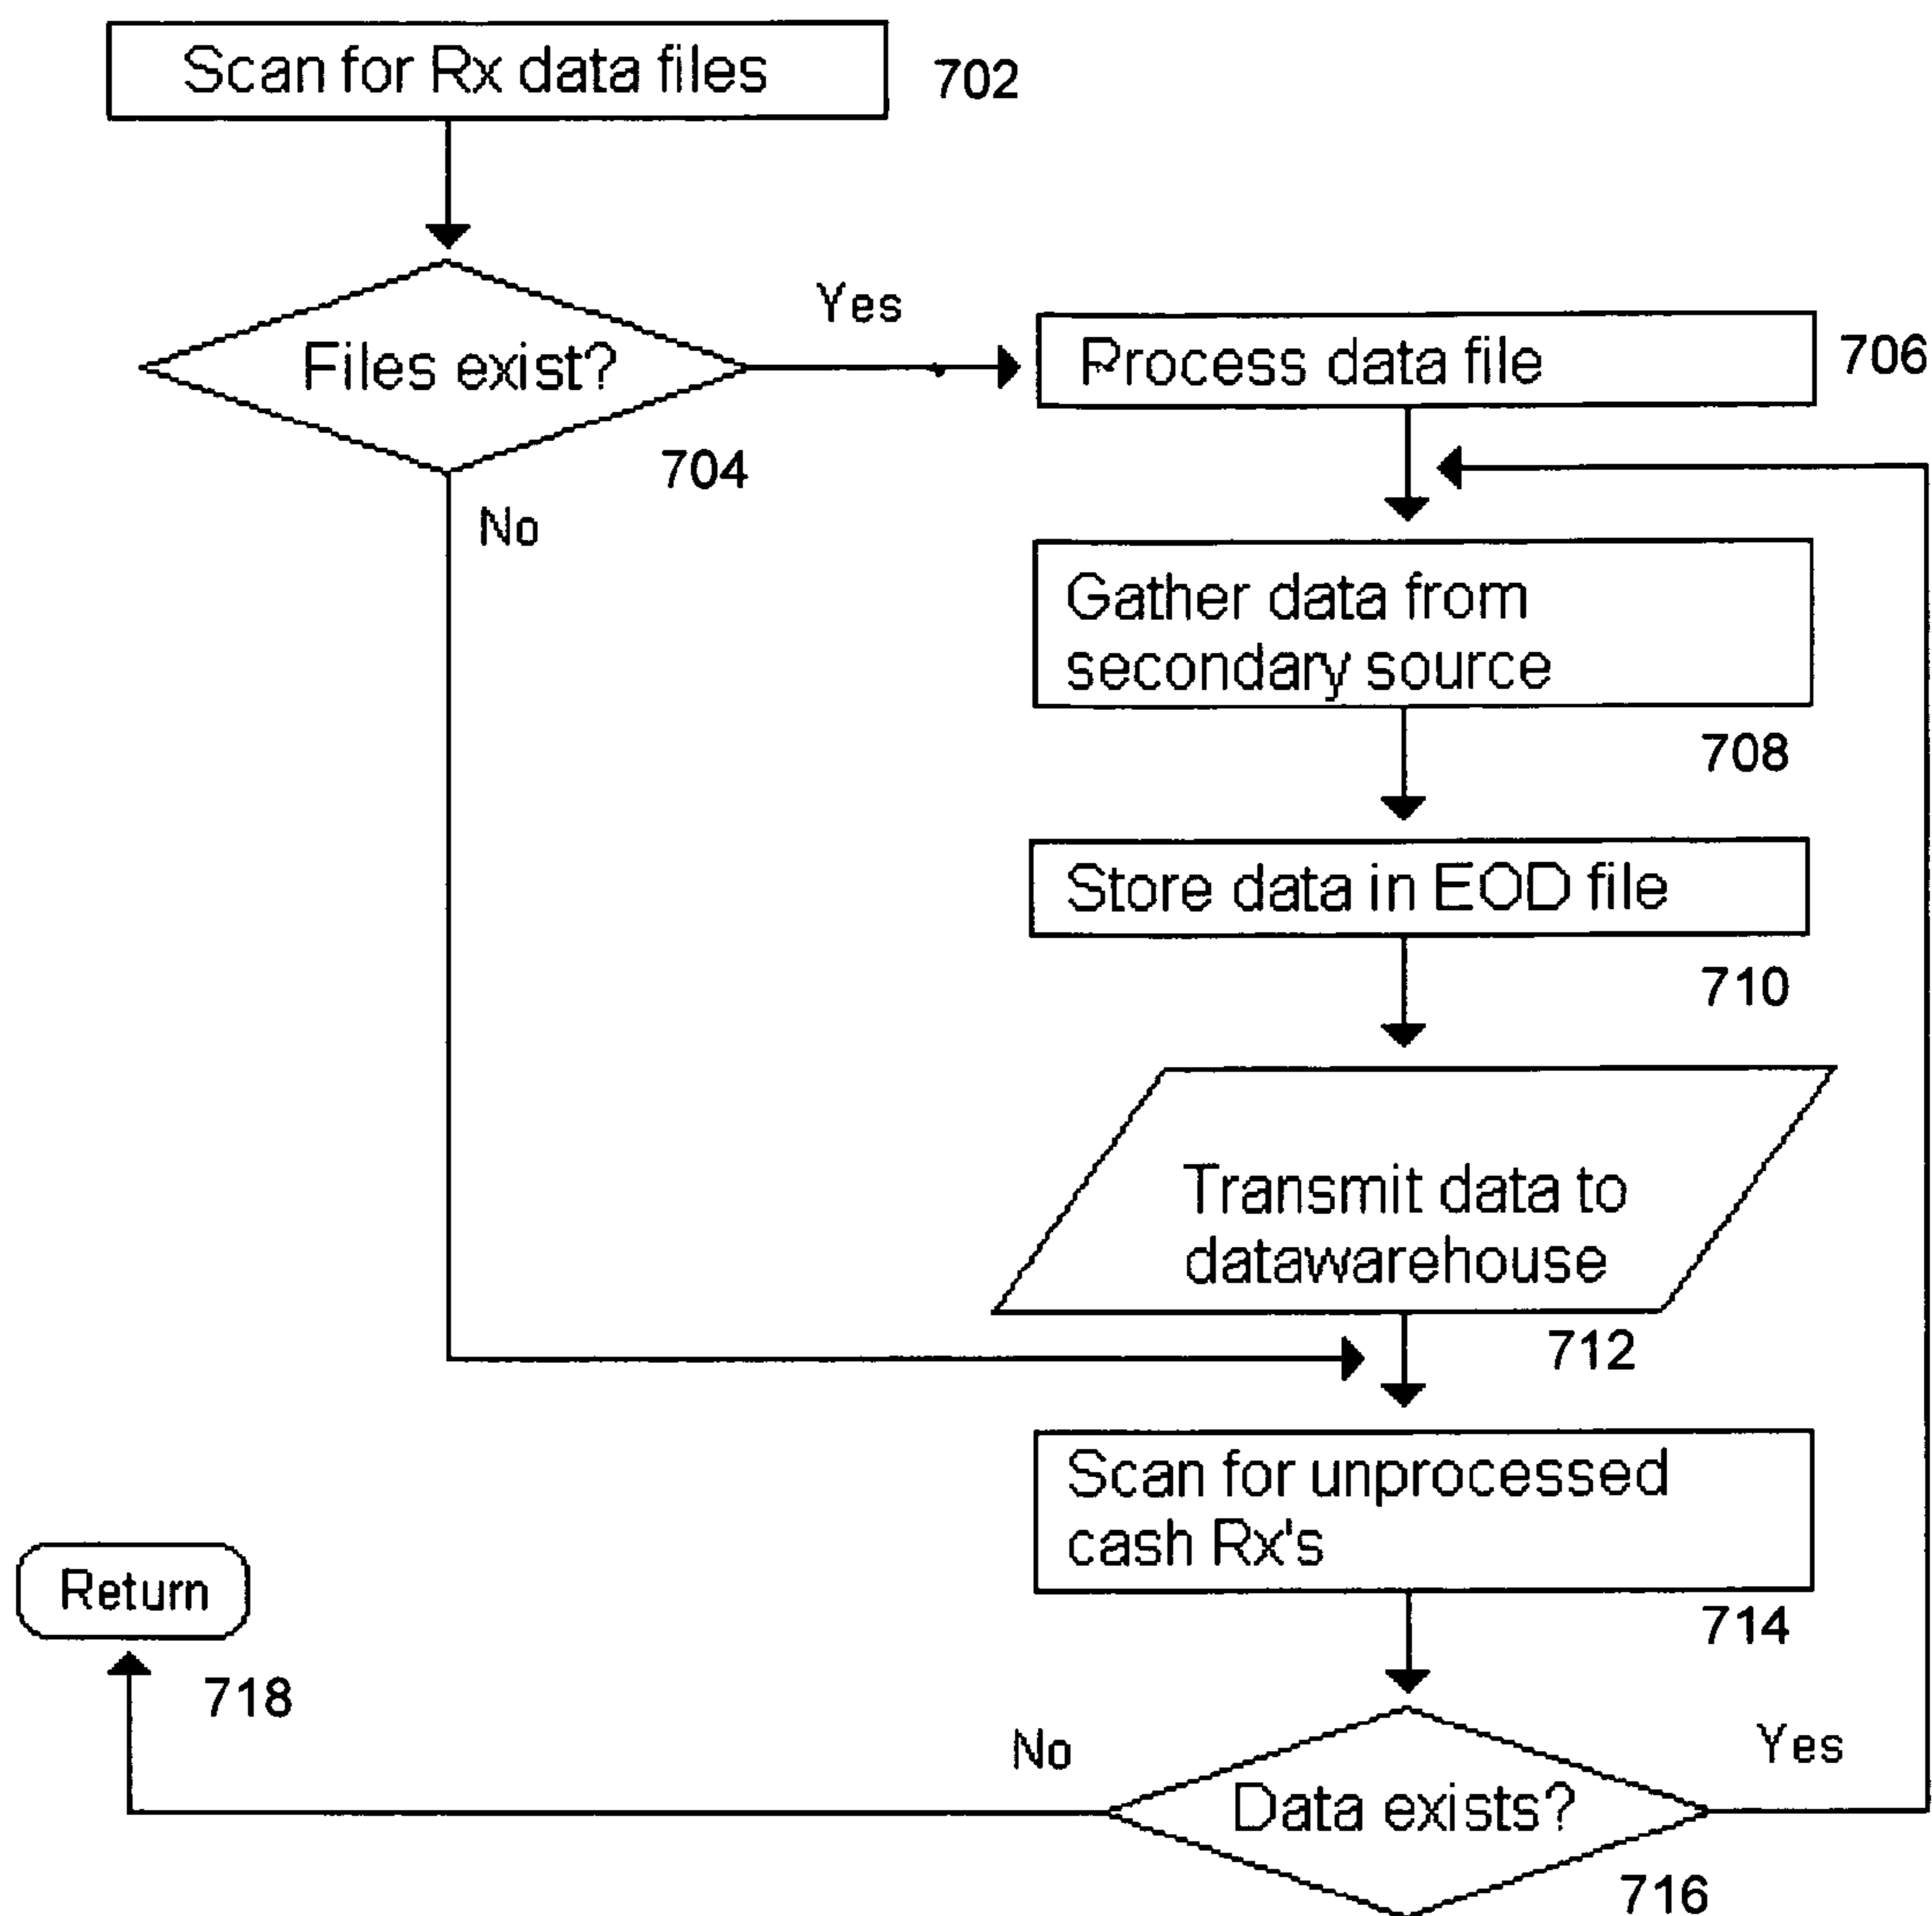 Scan for Rx data files
702
Yes
Files exist?
Rrocess data file
706
704
No
Gather data from
secondary source
708
Store data in EOD file
710
Transmit data to
datawarehouse
712
Scan for unprocessed
cash Rx's
714
Return
718
No
Yes
Data exists?
716